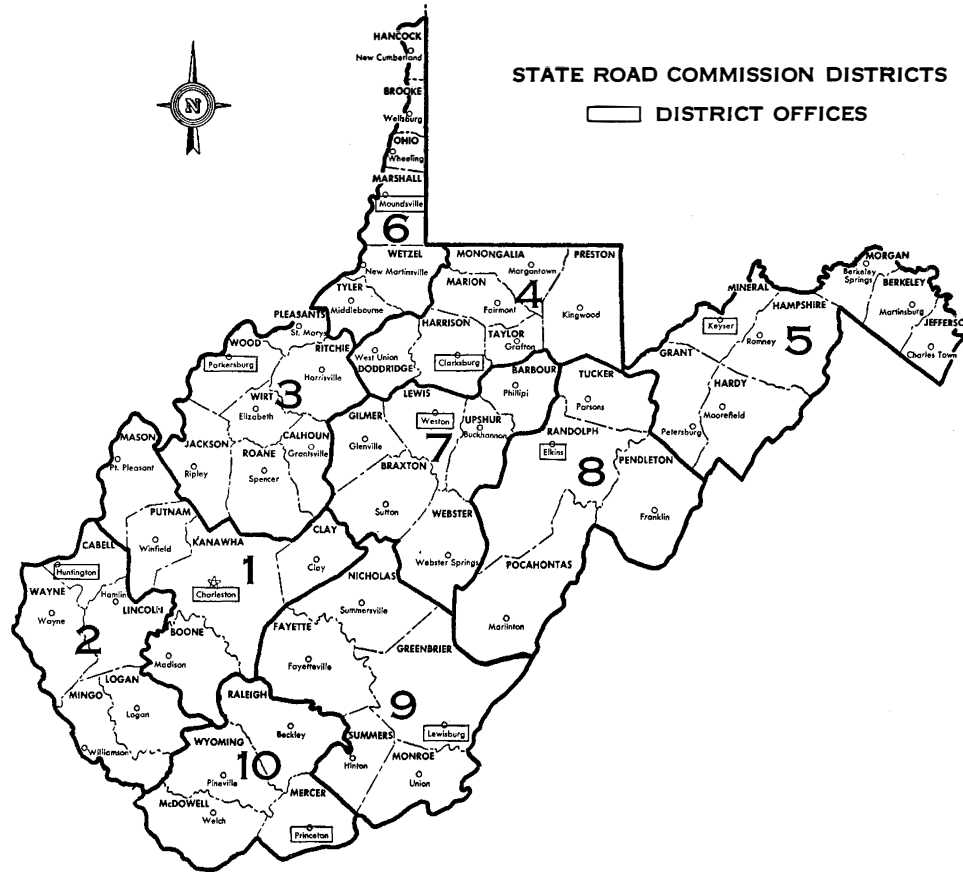 HANCOCK
New Cumberland
STATE ROAD COMMISSION DISTRICTS
BROOKE
N
DISTRICT OFFICES
Wellsburg
OHIO
Wheeling
MARSHALL
Moundsville
6
WETZEL
MONONGALIA
PRESTON
MORGAN
New Martinsville
Morgantown
Berkeley
Springs
BERKELEY
TYLER
MARION
4
MINERAL
HAMPSHIRE
Middlebourne
Fairmont
Kingwood
Martinsburg
PLEASANTS
St. Marys
HARRISON
TAYLOR
Grafton
Keyser
Romney
5
JEFFERSO
WOOD
RITCHIE
West Union
DODDRIDGE
Clarksburg
GRANT
Charles Town
Parkersburg
Harrisville
BARBOUR
TUCKER
HARDY
3
WIRT
Elizabeth
LEWIS
Phillipi
Parsons
Moorefield
GILMER
Weston
UPSHUR
Buckhannon
RANDOLPH
Petersburg
MASON
JACKSON
CALHOUN
Grantsville
Glenville
7
Elkins
8
PENDLETON
Pt. Pleasant
Ripley
ROANE
Spencer
BRAXTON
Sutton
WEBSTER
Franklin
PUTNAM
Winfield
KANAWHA
CLAY
Clay
Webster Springs
POCAHONTAS
CABELL
1
Huntington
Charleston
NICHOLAS
WAYNE
Hamlin
LINCOLN
Summersville
Marlinton
Wayne
2
BOONE
FAYETTE
GREENBRIER
Madison
Fayetteville
LOGAN
MINGO
Logan
RALEIGH
9
Beckley
Lewisburg
WYOMING
SUMMERS
Williamson
10
Hinton
MONROE
Pineville
Union
McDOWELL
MERCER
Welch
Princeton